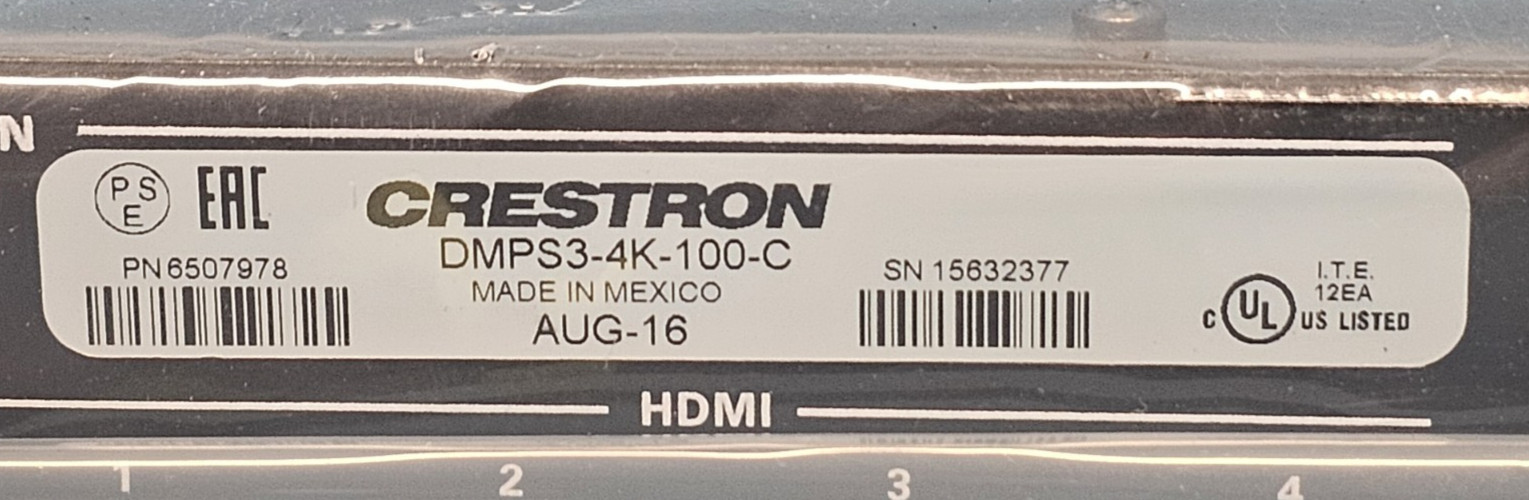 N
PSE EAC
CRESTRON
DMPS3-4K-100-C
MADE IN MEXICO
AUG-16
PN 6507978
SN 15632377
I.T.E.
12EA
C UL US LISTED
HDMI
1 2 3 4